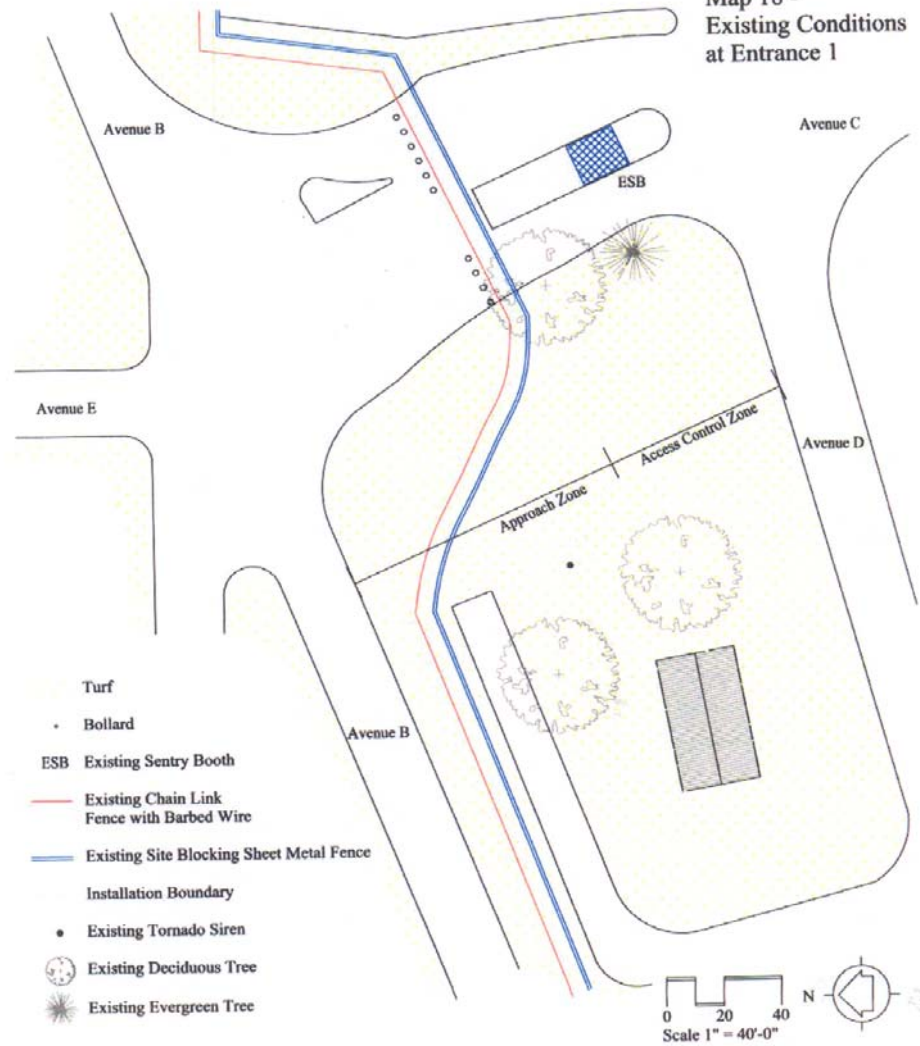 Existing Conditions
at Entrance 1
Avenue B
Avenue C
ESB
Avenue E
Access Control Zone
Avenue D
Approach Zone
Avenue B
Turf
Bollard
ESB Existing Sentry Booth
Existing Chain Link
Fence with Barbed Wire
Existing Site Blocking Sheet Metal Fence
Installation Boundary
Existing Tornado Siren
Existing Deciduous Tree
Existing Evergreen Tree
N
0 20 40
Scale 1" = 40'-0"